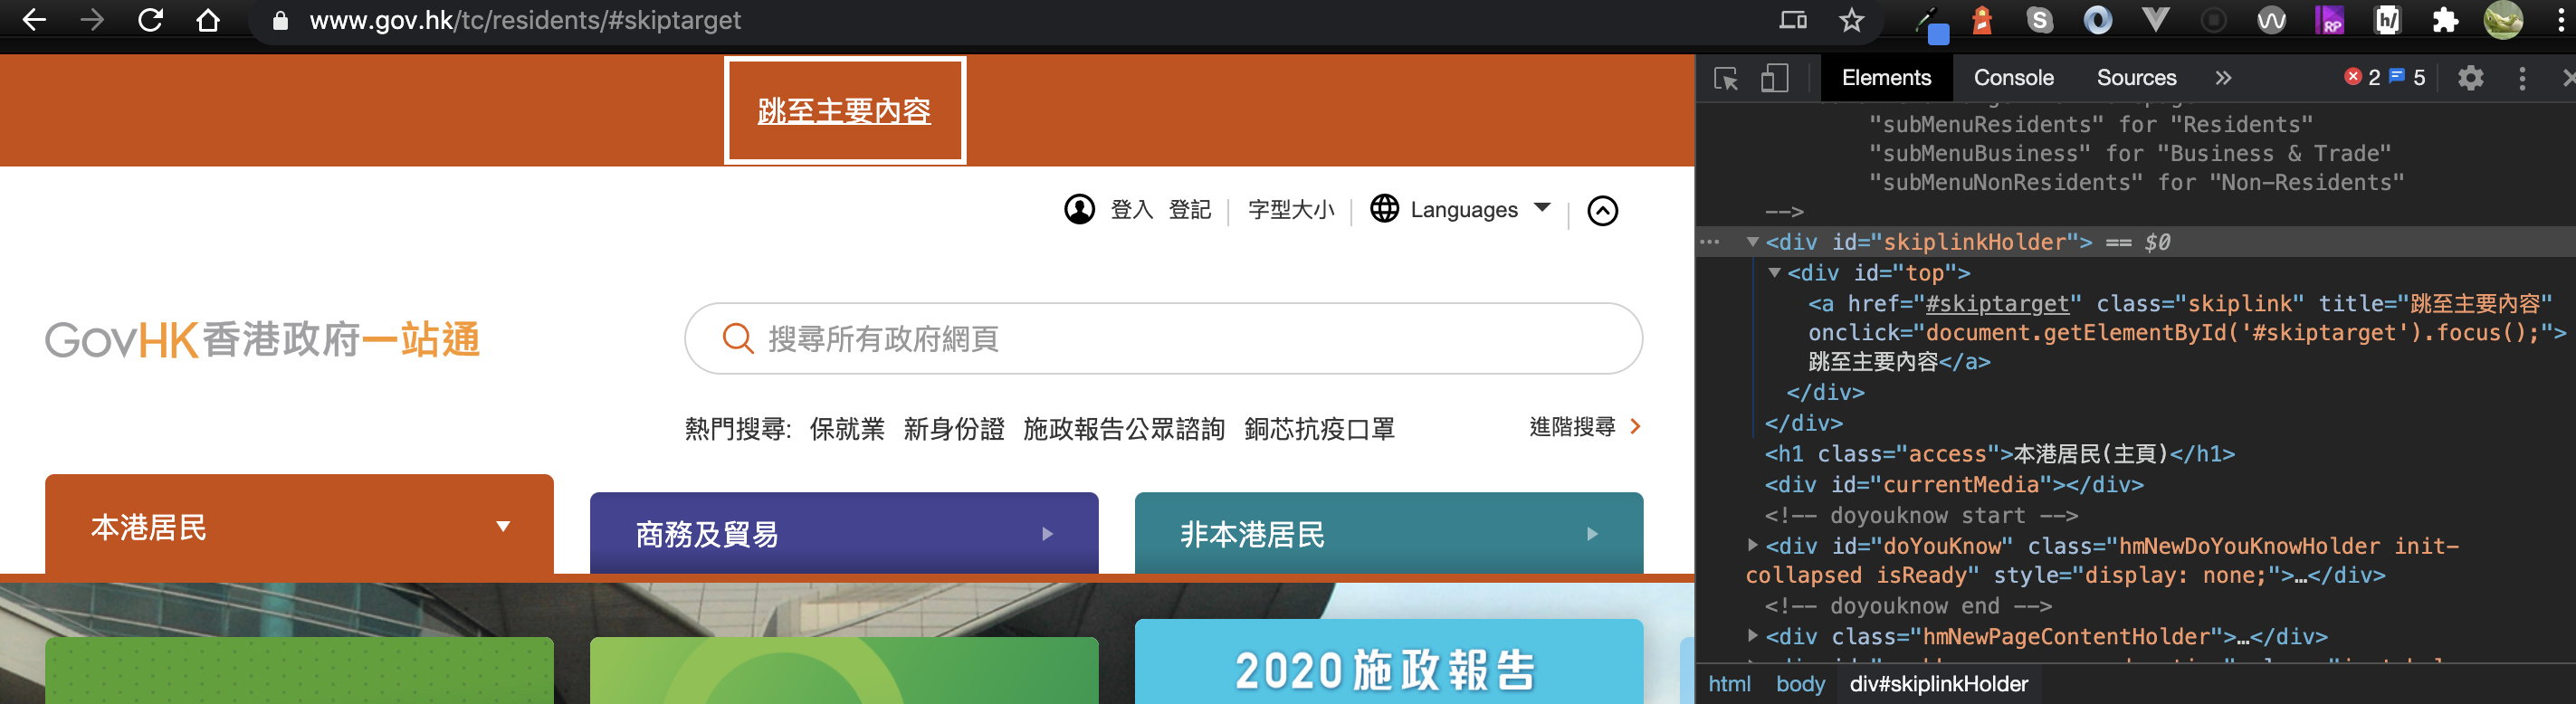 www.gov.hk/tc/residents/#skiptarget
跳至主要內容
登入 登記 字型大小 Languages
GovHK香港政府一站通
搜尋所有政府網頁
熱門搜尋: 保就業 新身份證 施政報告公眾諮詢 銅芯抗疫口罩 進階搜尋
本港居民
商務及貿易
非本港居民
2020施政報告
Elements Console Sources 2 5
"subMenuResidents" for "Residents"
"subMenuBusiness" for "Business & Trade"
"subMenuNonResidents" for "Non-Residents"
-->
<div id="skiplinkHolder"> == $0
<div id="top">
<a href="#skiptarget" class="skiplink" title="跳至主要內容"
onclick="document.getElementById('#skiptarget').focus();">
跳至主要內容</a>
</div>
</div>
<h1 class="access">本港居民(主頁)</h1>
<div id="currentMedia"></div>
<!-- doyouknow start -->
<div id="doYouKnow" class="hmNewDoYouKnowHolder init-
collapsed isReady" style="display: none;">…</div>
<!-- doyouknow end -->
<div class="hmNewPageContentHolder">…</div>
html body div#skiplinkHolder